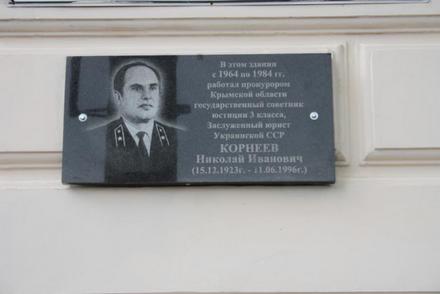 В этом здании
с 1964 по 1984 гг.
работал прокурором
Крымской области
государственный советник
юстиции 3 класса,
Заслуженный юрист
Украинской ССР
КОРНЕЕВ
Николай Иванович
(15.12.1923г. - 11.06.1996г.)